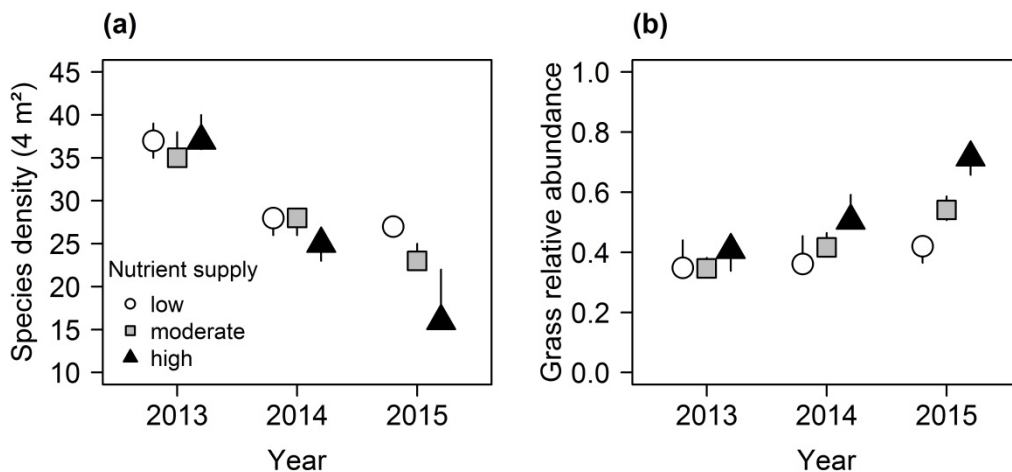 (a)
Species density (4 m²)
45
40
35
30
25
20
15
10
Nutrient supply
low
moderate
high
2013 2014 2015
Year
(b)
Grass relative abundance
1.0
0.8
0.6
0.4
0.2
0.0
2013 2014 2015
Year